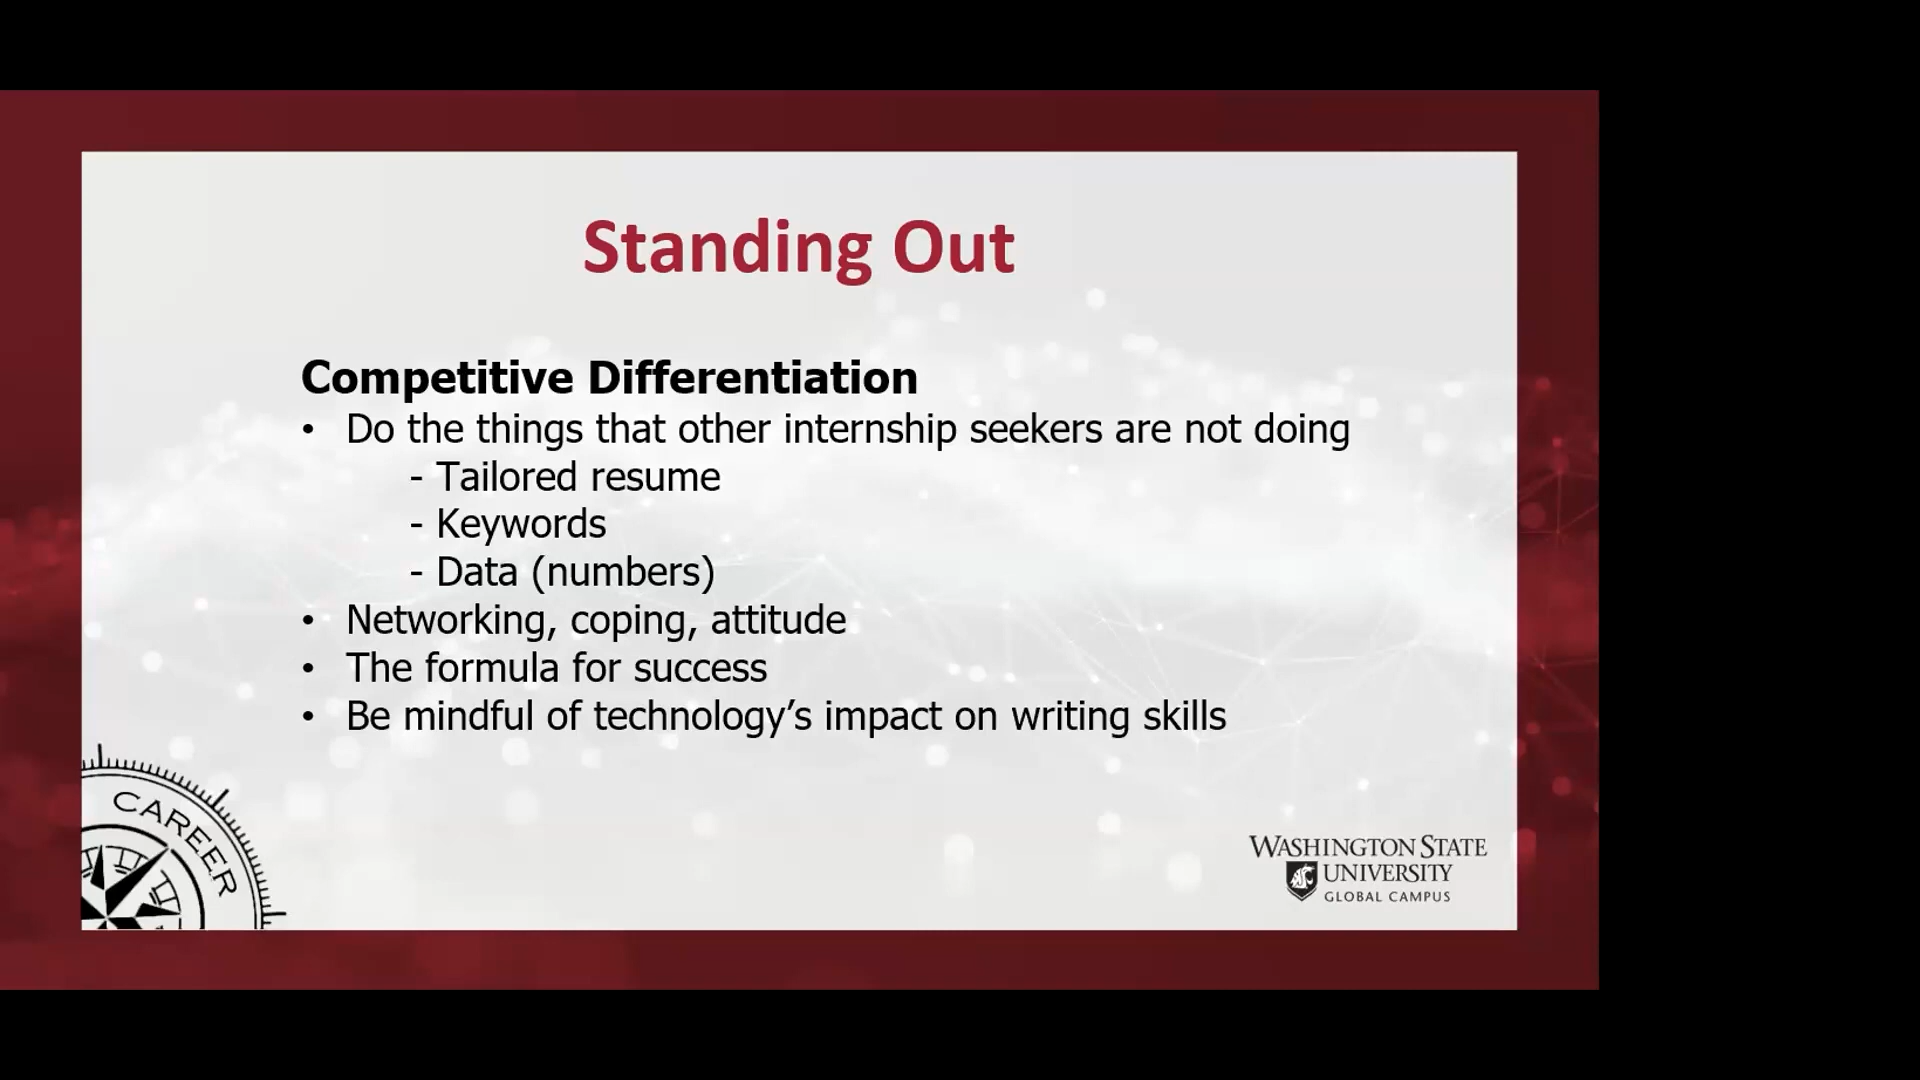 Standing Out
Competitive Differentiation
• Do the things that other internship seekers are not doing
- Tailored resume
- Keywords
- Data (numbers)
• Networking, coping, attitude
• The formula for success
• Be mindful of technology’s impact on writing skills
CAREER
WASHINGTON STATE
UNIVERSITY
GLOBAL CAMPUS